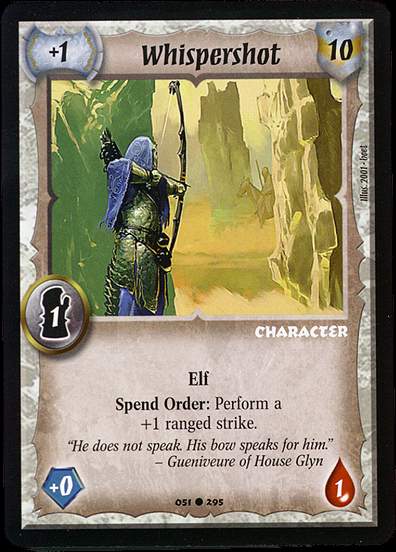 +1
Whispershot
10
Illus. 2001 - hoet
1
CHARACTER
Elf
Spend Order: Perform a
+1 ranged strike.
"He does not speak. His bow speaks for him."
– Gueniveure of House Glyn
+0
051 ● 295
1